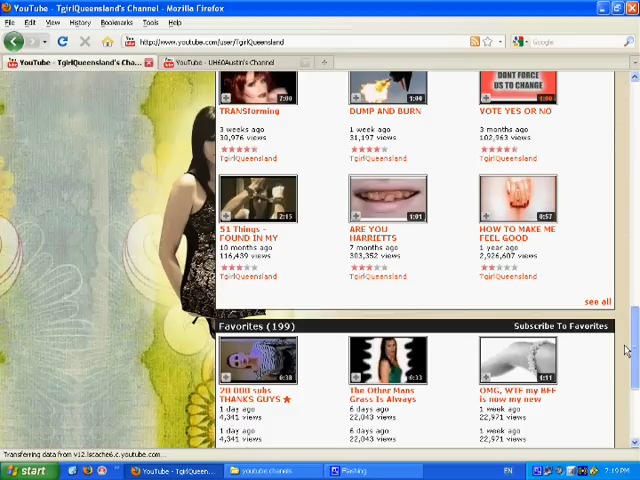 YouTube - TgirlQueensland's Channel - Mozilla Firefox
File Edit View History Bookmarks Tools Help
http://www.youtube.com/user/TgirlQueensland
Google
YouTube - TgirlQueensland's Cha...
YouTube - UH60Austin's Channel
2:00
1:00
DONT FORCE
US TO CHANGE
TRANSforming
DUMP AND BURN
VOTE YES OR NO
3 weeks ago
1 week ago
3 months ago
30,976 views
31,197 views
102,963 views
TgirlQueensland
TgirlQueensland
TgirlQueensland
2:15
1:01
0:57
51 Things -
FOUND IN MY
ARE YOU
HARRIETTS
HOW TO MAKE ME
FEEL GOOD
10 months ago
7 months ago
1 year ago
116,439 views
303,352 views
2,926,607 views
TgirlQueensland
TgirlQueensland
TgirlQueensland
see all
Favorites (199)
Subscribe To Favorites
0:38
0:33
1:11
20 000 subs
THANKS GUYS ★
The Other Mans
Grass Is Always
OMG, WTF my BFF
is now my new
1 day ago
6 days ago
1 week ago
4,341 views
22,043 views
22,971 views
1 day ago
6 days ago
1 week ago
4,341 views
22,043 views
22,971 views
Transferring data from v12.lscache6.c.youtube.com...
start
YouTube - TgirlQueen...
youtube channels
Flashing
EN
7:19 PM